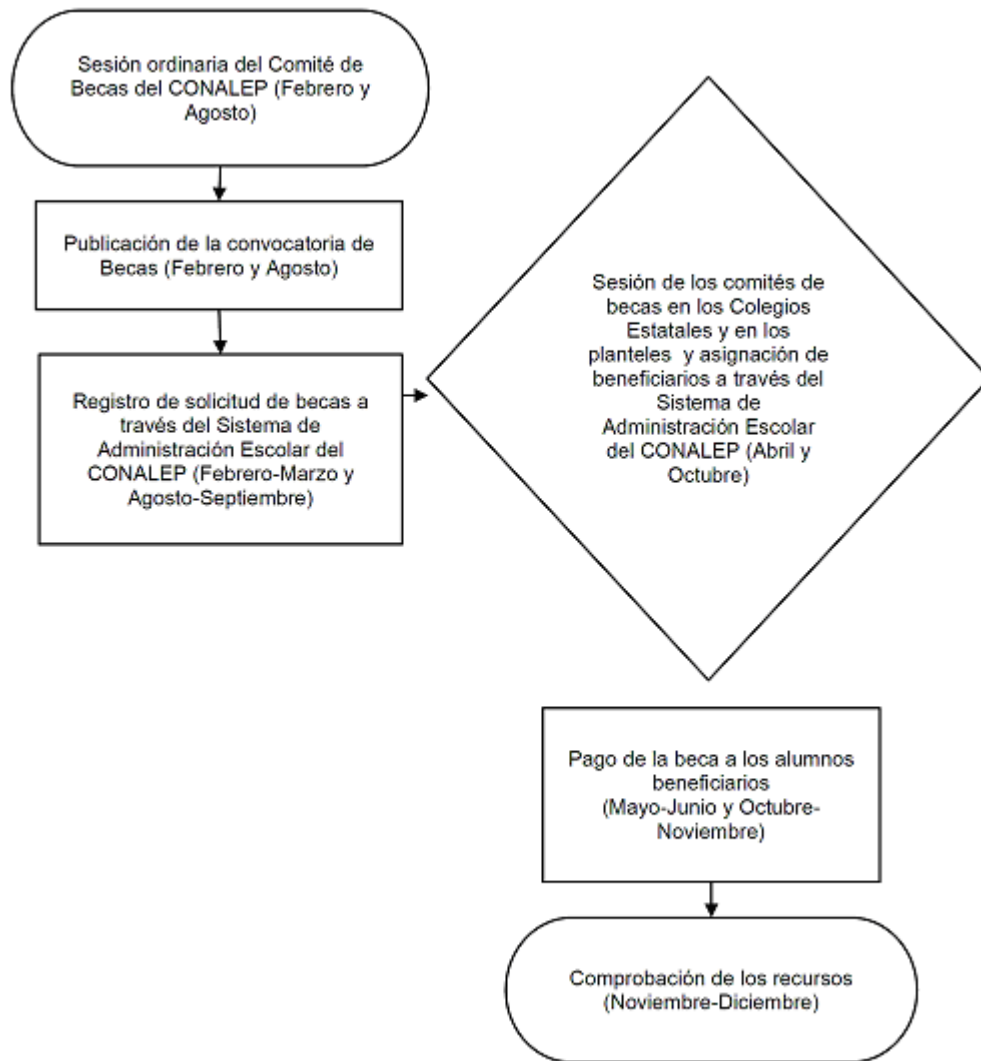 Sesión ordinaria del Comité de
Becas del CONALEP (Febrero y
Agosto)
Publicación de la convocatoria de
Becas (Febrero y Agosto)
Registro de solicitud de becas a
través del Sistema de
Administración Escolar del
CONALEP (Febrero-Marzo y
Agosto-Septiembre)
Sesión de los comités de
becas en los Colegios
Estatales y en los
planteles y asignación de
beneficiarios a través del
Sistema de
Administración Escolar
del CONALEP (Abril y
Octubre)
Pago de la beca a los alumnos
beneficiarios
(Mayo-Junio y Octubre-
Noviembre)
Comprobación de los recursos
(Noviembre-Diciembre)